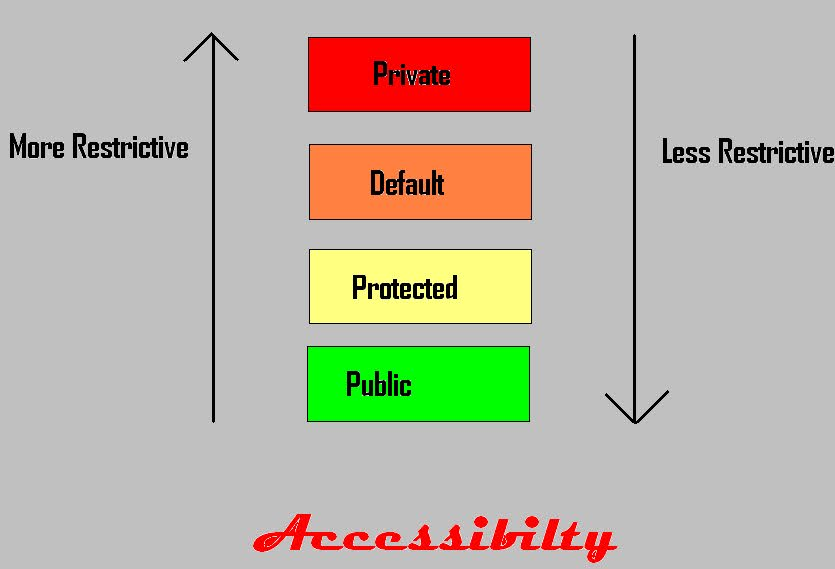 Private
More Restrictive
Less Restrictive
Default
Protected
Public
Accessibilty